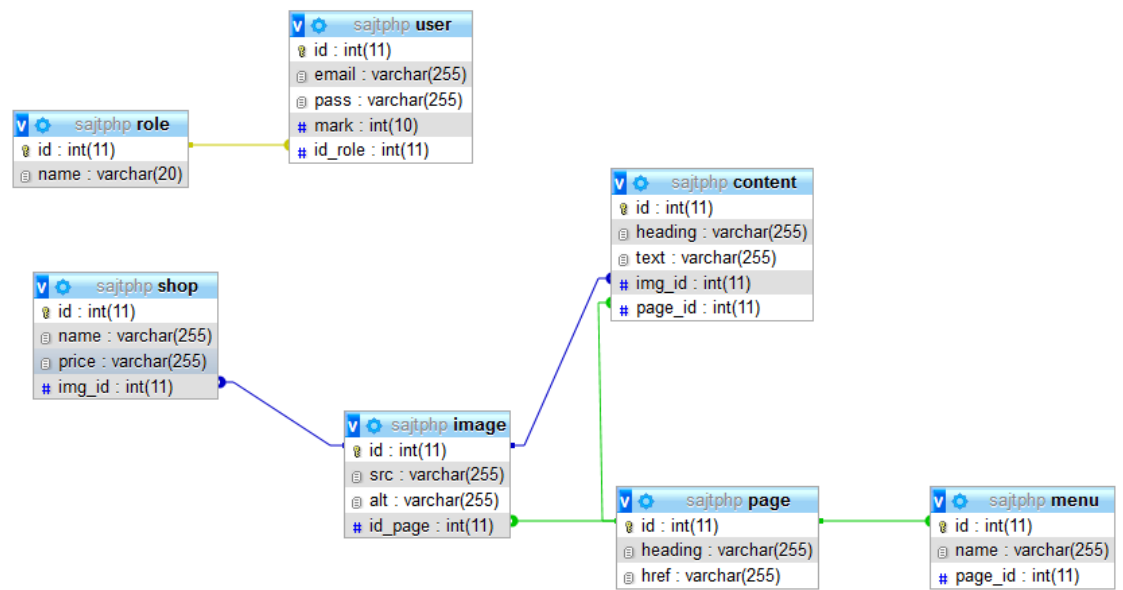 v sajtphp user
id : int(11)
email : varchar(255)
pass : varchar(255)
# mark : int(10)
# id_role : int(11)
v sajtphp role
id : int(11)
name : varchar(20)
v sajtphp content
id : int(11)
heading : varchar(255)
text : varchar(255)
# img_id : int(11)
# page_id : int(11)
v sajtphp shop
id : int(11)
name : varchar(255)
price : varchar(255)
# img_id : int(11)
v sajtphp image
id : int(11)
src : varchar(255)
alt : varchar(255)
# id_page : int(11)
v sajtphp page
id : int(11)
heading : varchar(255)
href : varchar(255)
v sajtphp menu
id : int(11)
name : varchar(255)
# page_id : int(11)